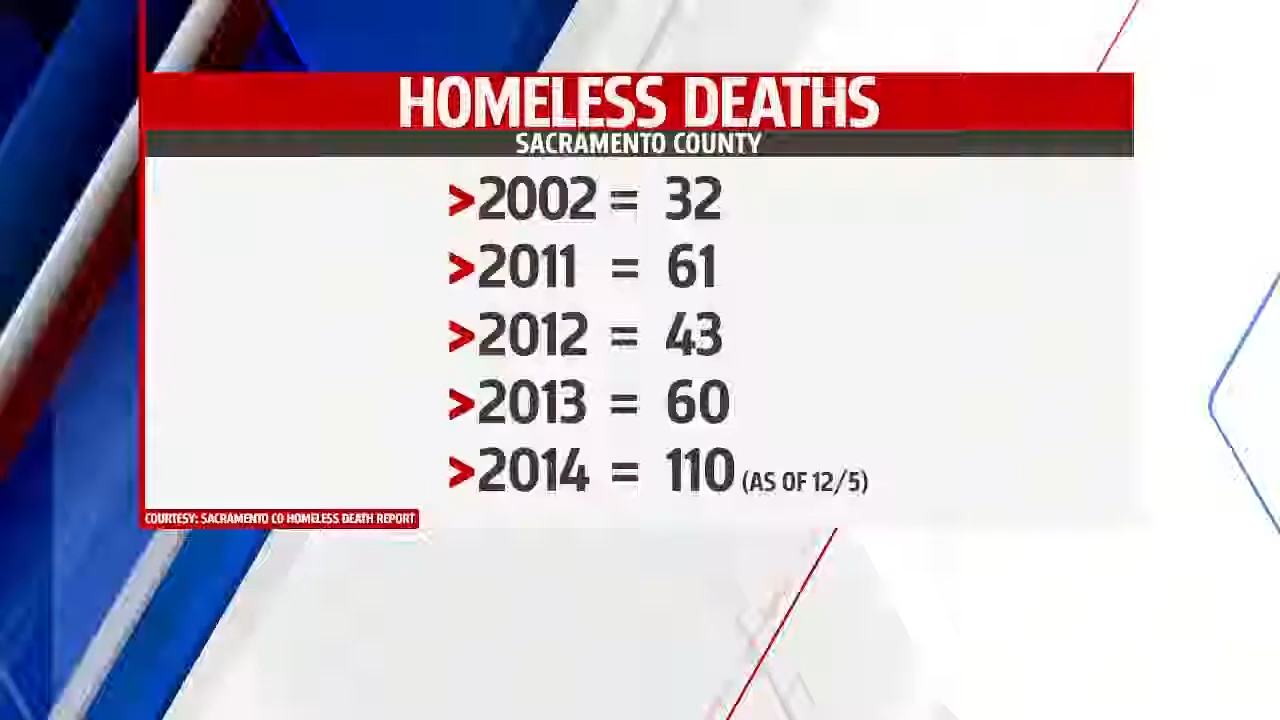 HOMELESS DEATHS
SACRAMENTO COUNTY
>2002 = 32
>2011 = 61
>2012 = 43
>2013 = 60
>2014 = 110 (AS OF 12/5)
COURTESY: SACRAMENTO CO HOMELESS DEATH REPORT